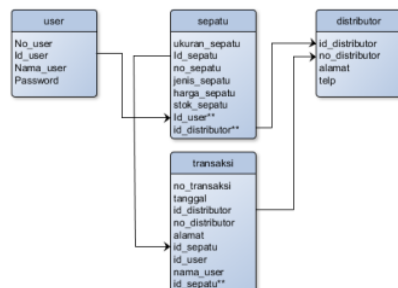 user
No_user
Id_user
Nama_user
Password
sepatu
ukuran_sepatu
Id_sepatu
no_sepatu
jenis_sepatu
harga_sepatu
stok_sepatu
Id_user**
id_distributor**
distributor
id_distributor
no_distributor
alamat
telp
transaksi
no_transaksi
tanggal
id_distributor
no_distributor
alamat
id_sepatu
id_user
nama_user
id_sepatu**